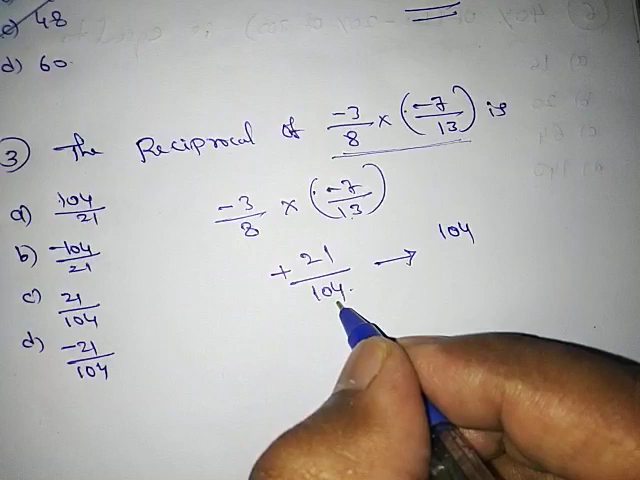 c) 48
d) 60.
③ The Reciprocal of -3/8 × (-7/13) is
a) 104/21
b) -104/21
c) 21/104
d) -21/104
-3/8 × (-7/13)
+ 21/104 → 104